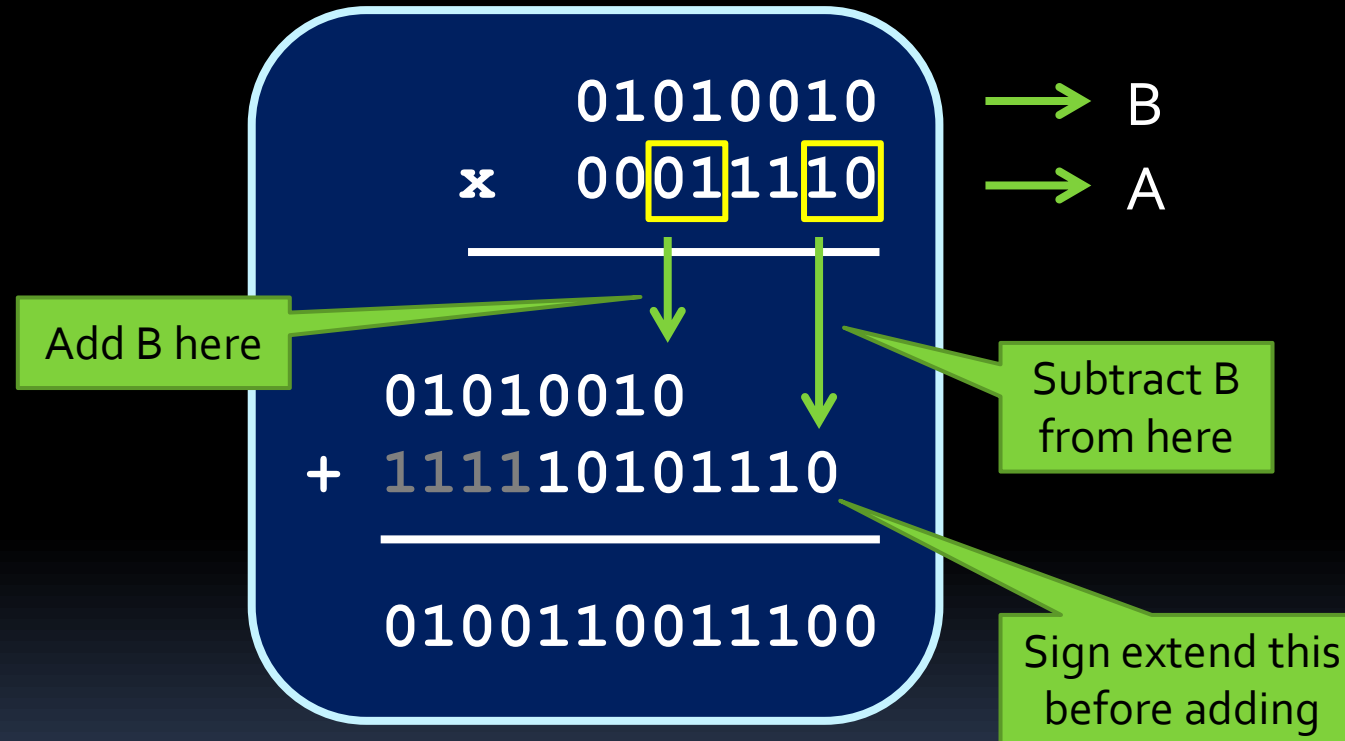 01010010
B
x 00011110
A
Add B here
01010010
Subtract B
from here
+ 111110101110
0100110011100
Sign extend this
before adding